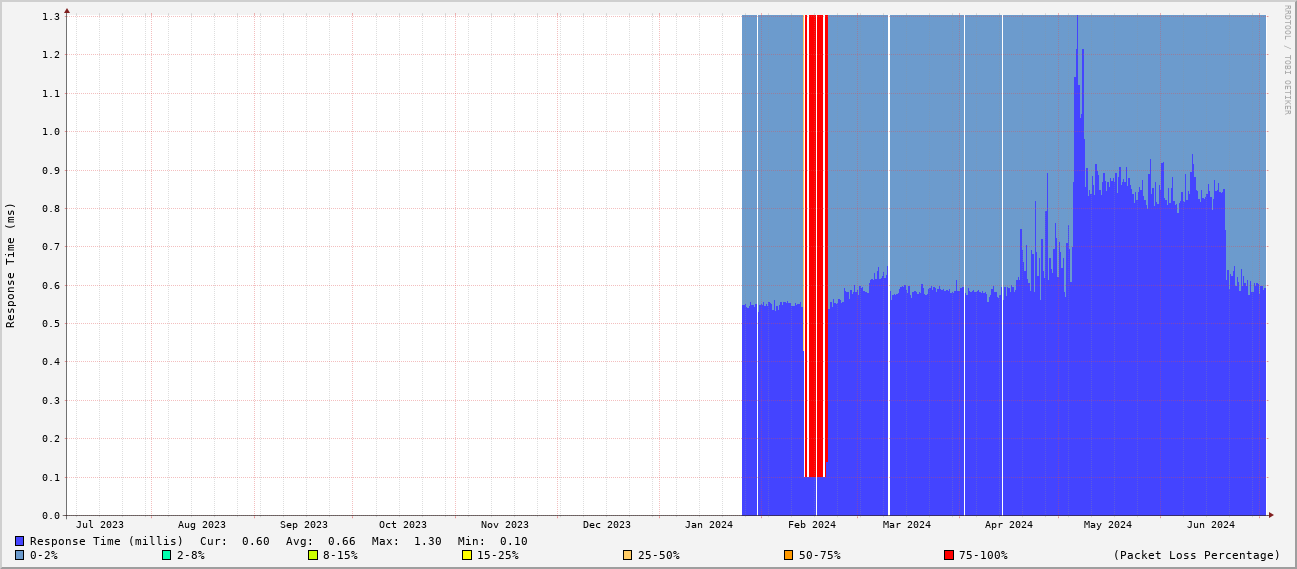 RRDTOOL / TOBI OETIKER
Response Time (ms)
1.3
1.2
1.1
1.0
0.9
0.8
0.7
0.6
0.5
0.4
0.3
0.2
0.1
0.0
Jul 2023 Aug 2023 Sep 2023 Oct 2023 Nov 2023 Dec 2023 Jan 2024 Feb 2024 Mar 2024 Apr 2024 May 2024 Jun 2024
Response Time (millis) Cur: 0.60 Avg: 0.66 Max: 1.30 Min: 0.10
0-2% 2-8% 8-15% 15-25% 25-50% 50-75% 75-100% (Packet Loss Percentage)